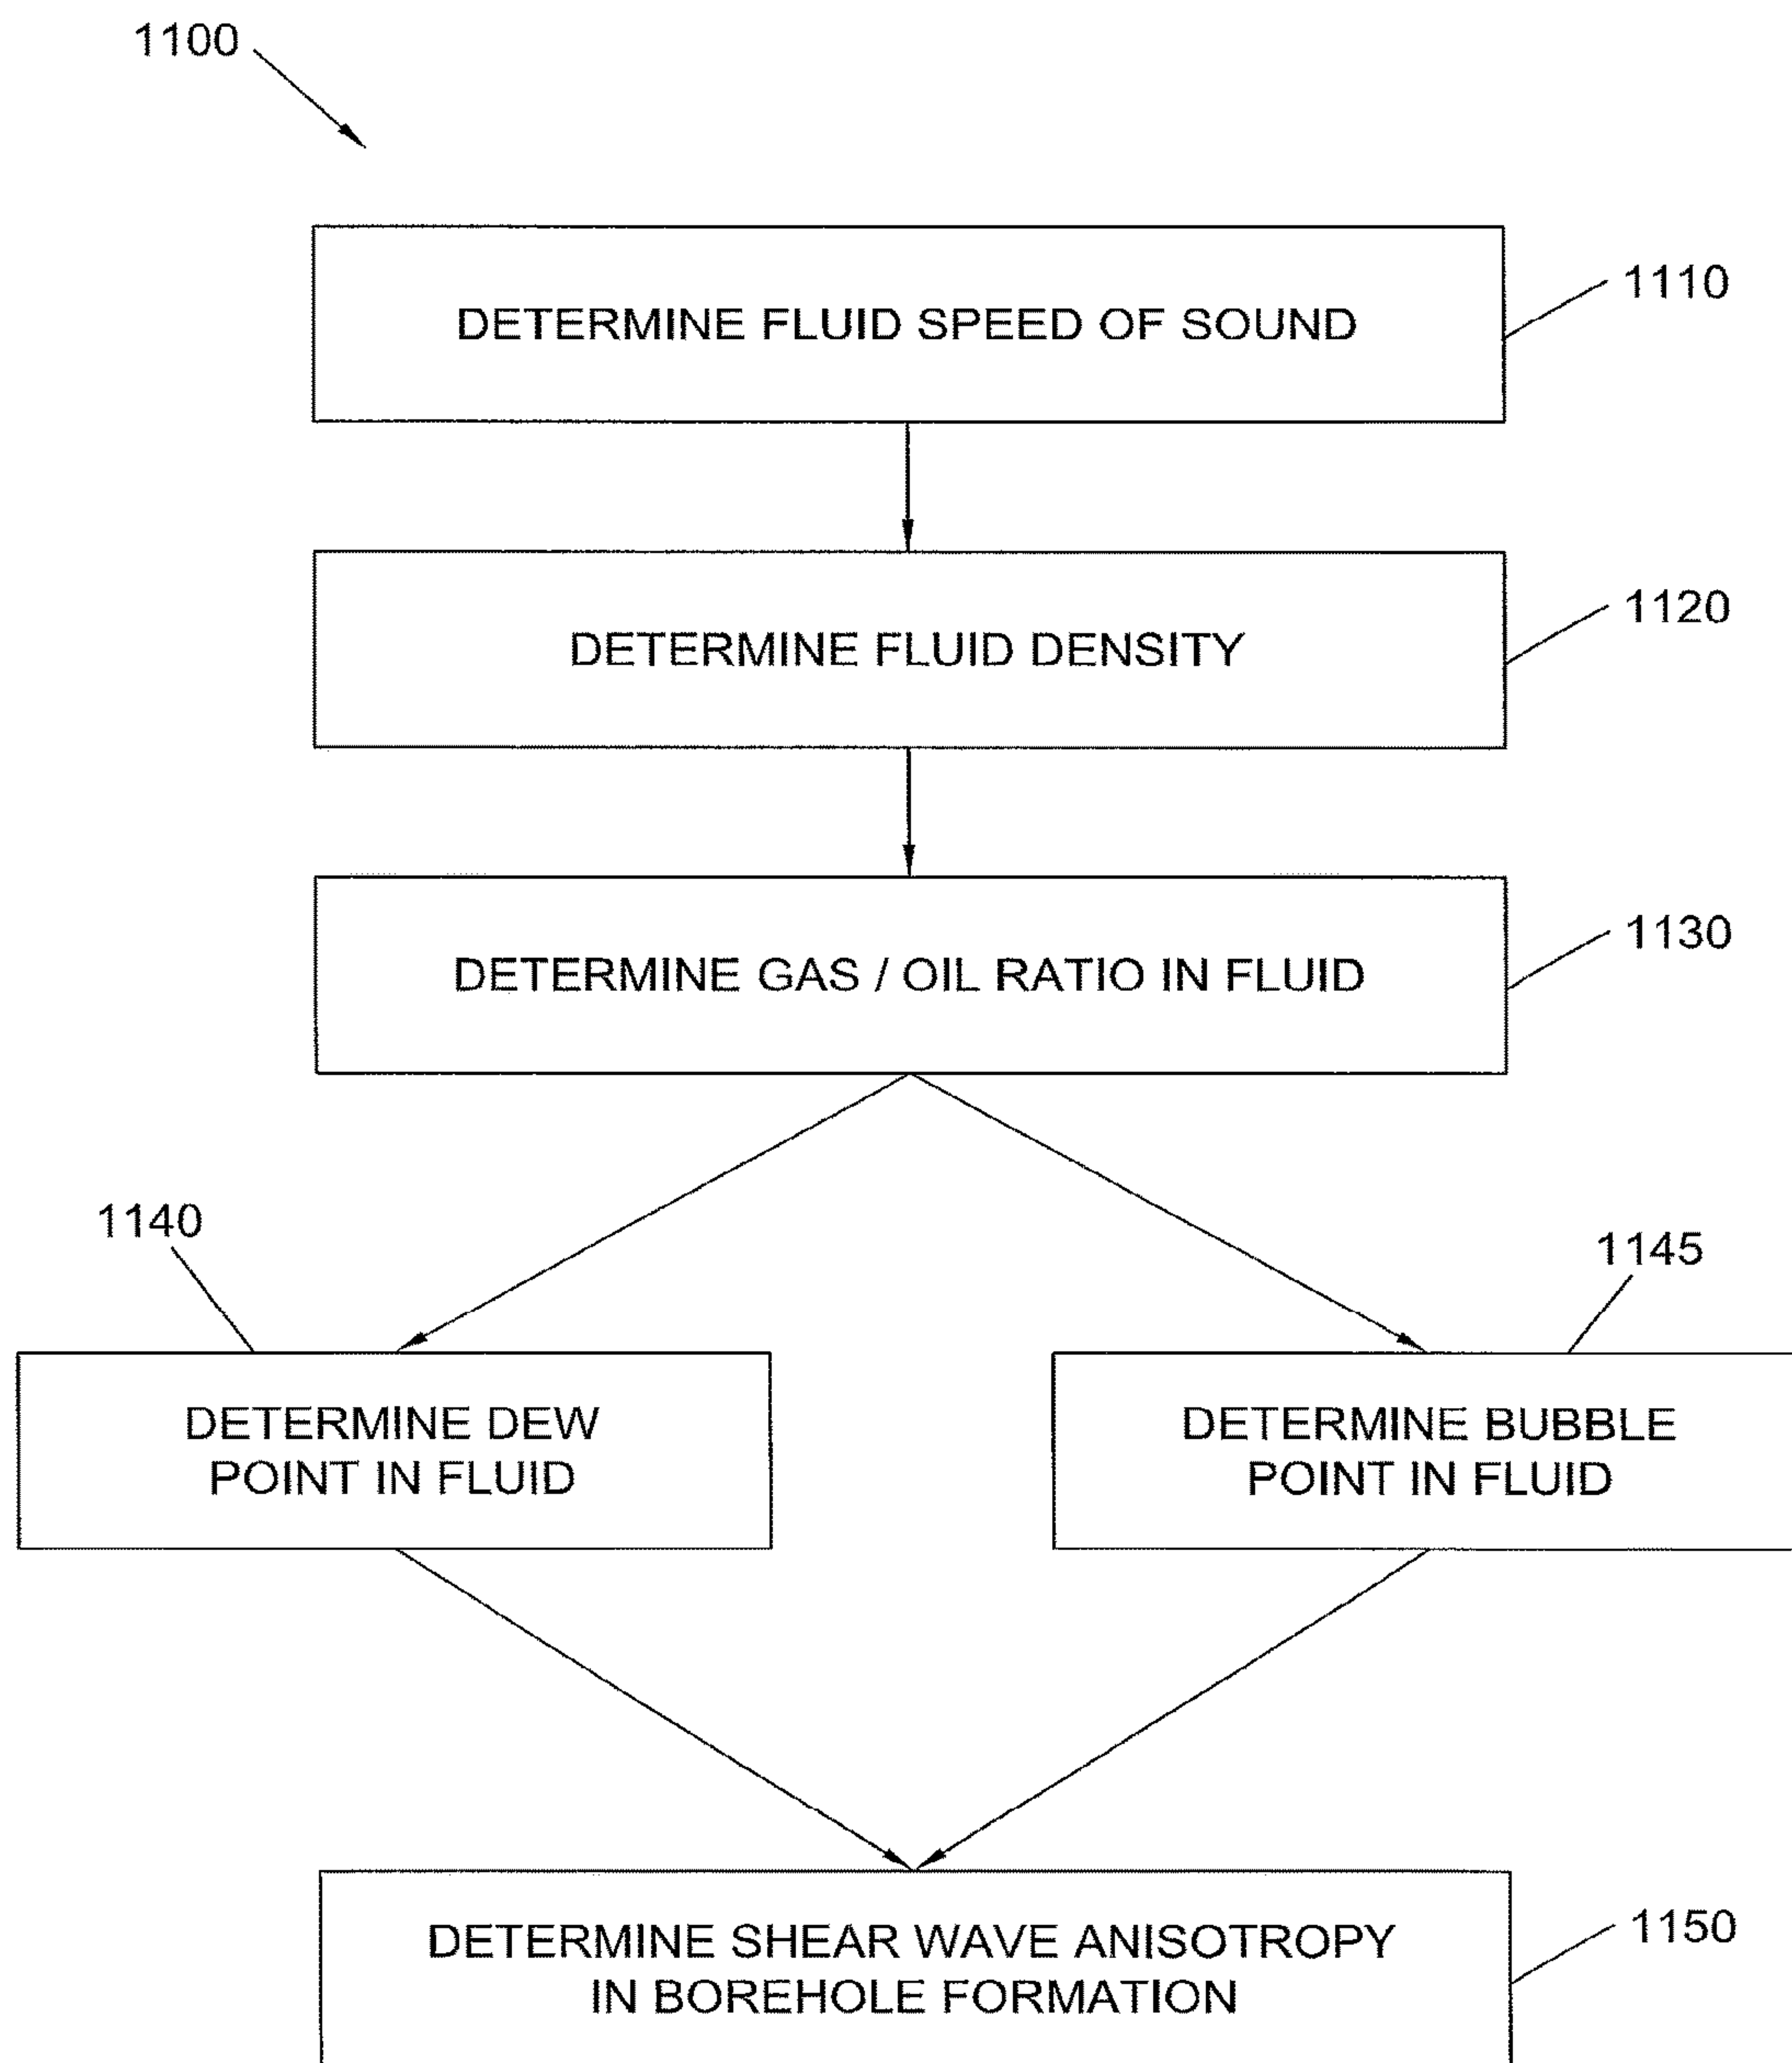 1100
DETERMINE FLUID SPEED OF SOUND
1110
DETERMINE FLUID DENSITY
1120
DETERMINE GAS / OIL RATIO IN FLUID
1130
1140
1145
DETERMINE DEW
POINT IN FLUID
DETERMINE BUBBLE
POINT IN FLUID
DETERMINE SHEAR WAVE ANISOTROPY
IN BOREHOLE FORMATION
1150